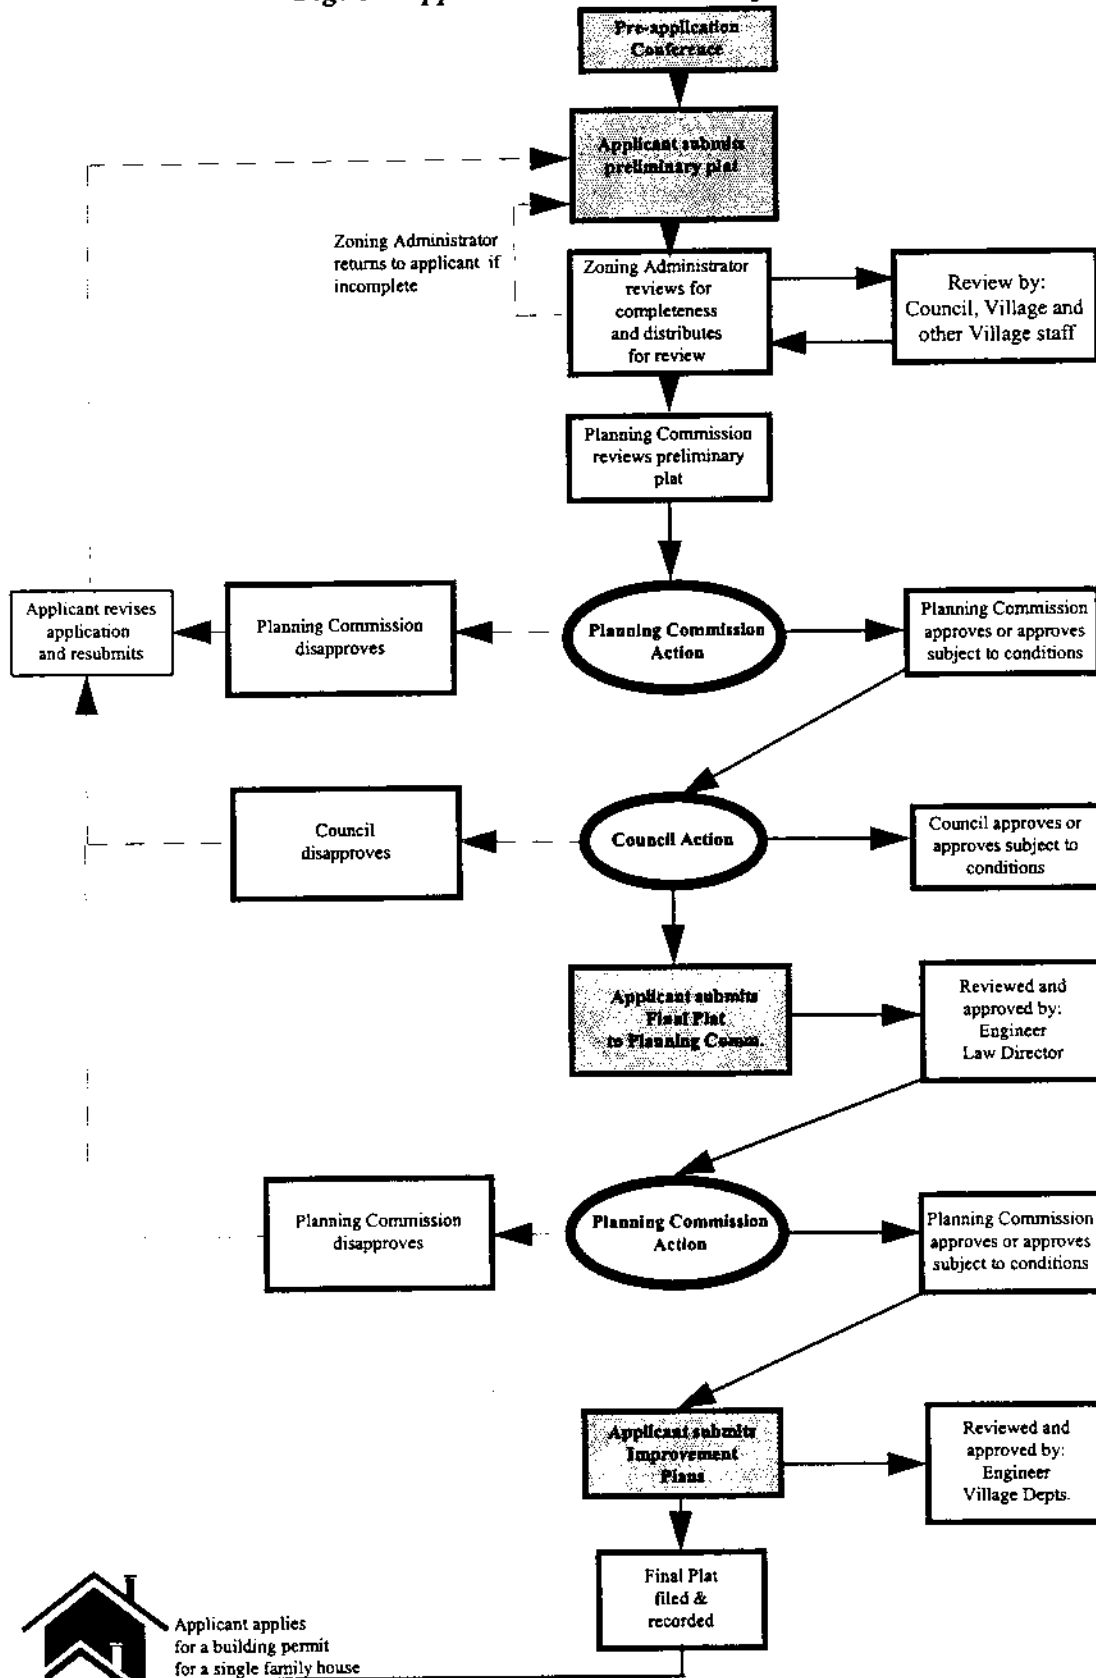 Pre-application
Conference
Applicant submits
preliminary plat
Zoning Administrator
returns to applicant if
incomplete
Zoning Administrator
reviews for
completeness
and distributes
for review
Review by:
Council, Village and
other Village staff
Planning Commission
reviews preliminary
plat
Applicant revises
application
and resubmits
Planning Commission
disapproves
Planning Commission
Action
Planning Commission
approves or approves
subject to conditions
Council
disapproves
Council Action
Council approves or
approves subject to
conditions
Applicant submits
Final Plat
to Planning Comm.
Reviewed and
approved by:
Engineer
Law Director
Planning Commission
disapproves
Planning Commission
Action
Planning Commission
approves or approves
subject to conditions
Applicant submits
Improvement
Plans
Reviewed and
approved by:
Engineer
Village Depts.
Final Plat
filed &
recorded
Applicant applies
for a building permit
for a single family house